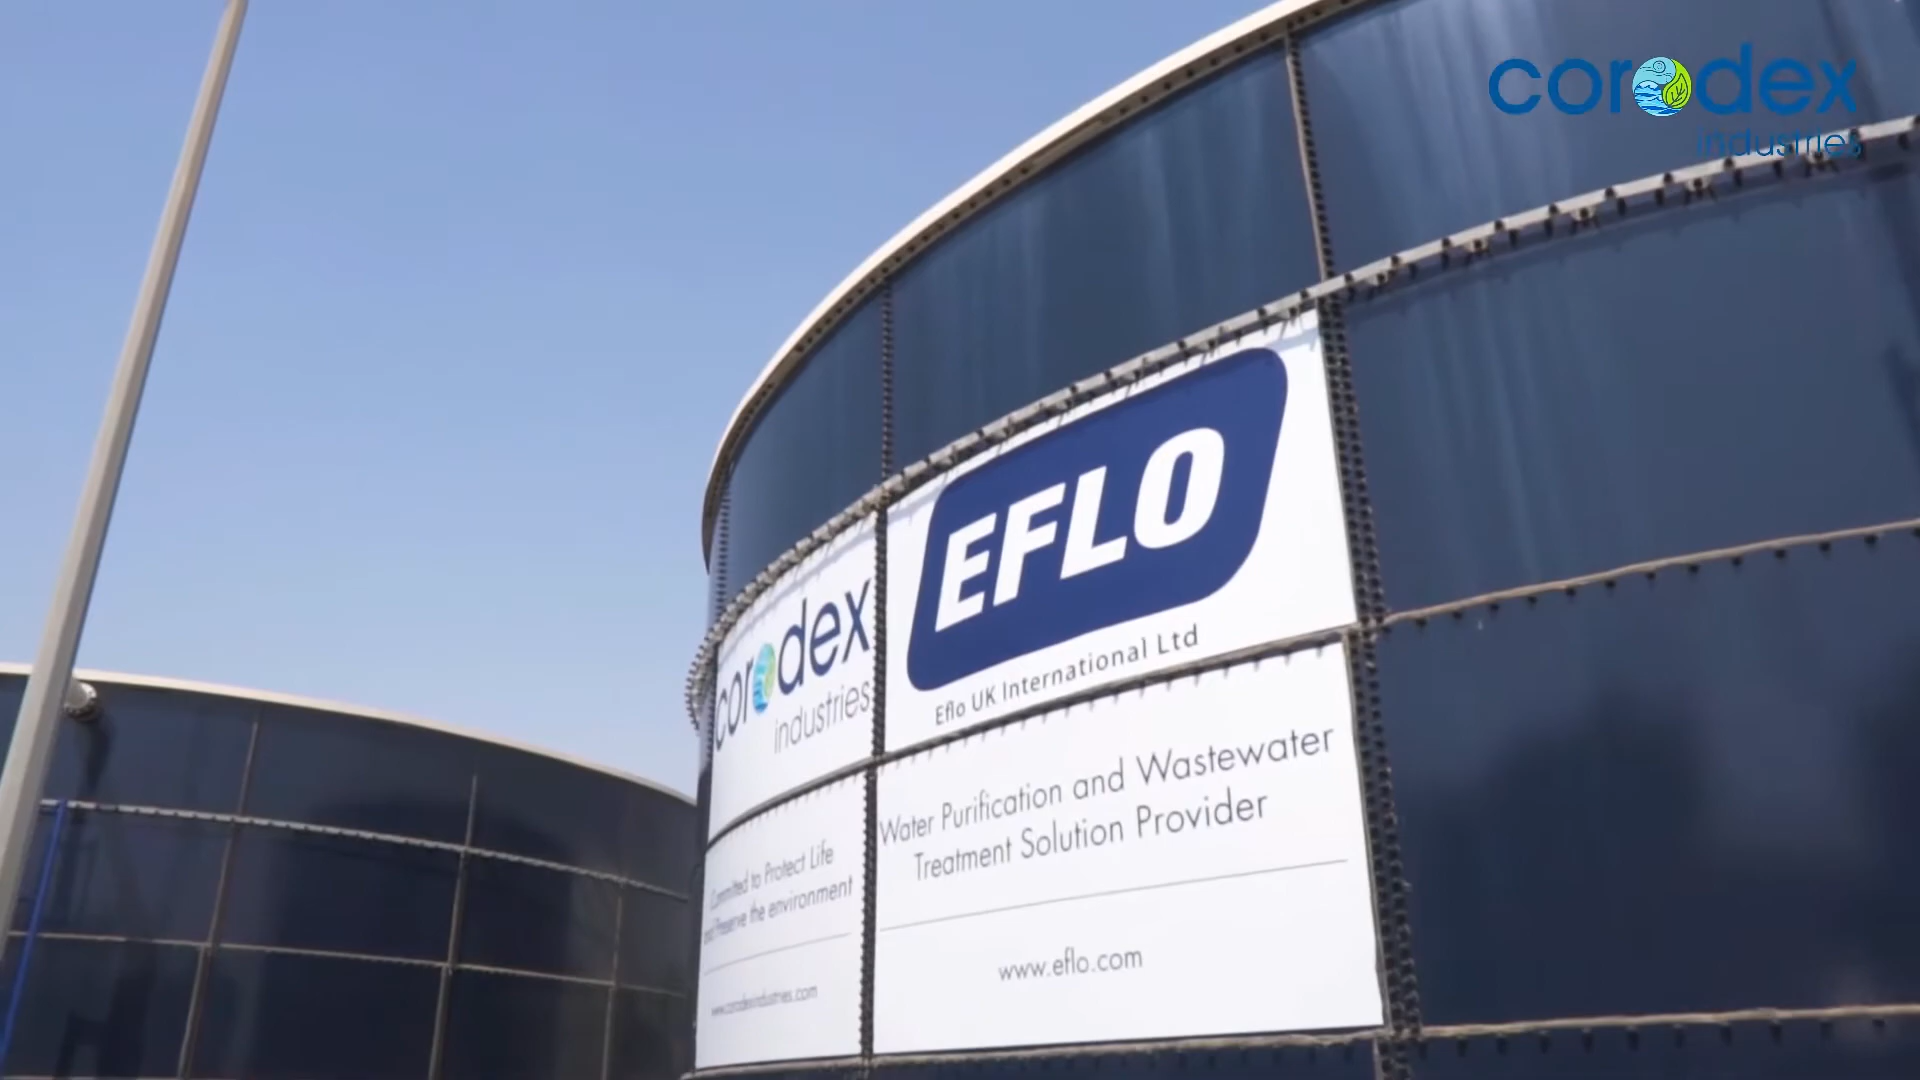 corodex
industries
corodex
industries
Committed to Protect Life
and Preserve the environment
www.corodexindustries.com
EFLO
Eflo UK International Ltd
Water Purification and Wastewater
Treatment Solution Provider
www.eflo.com